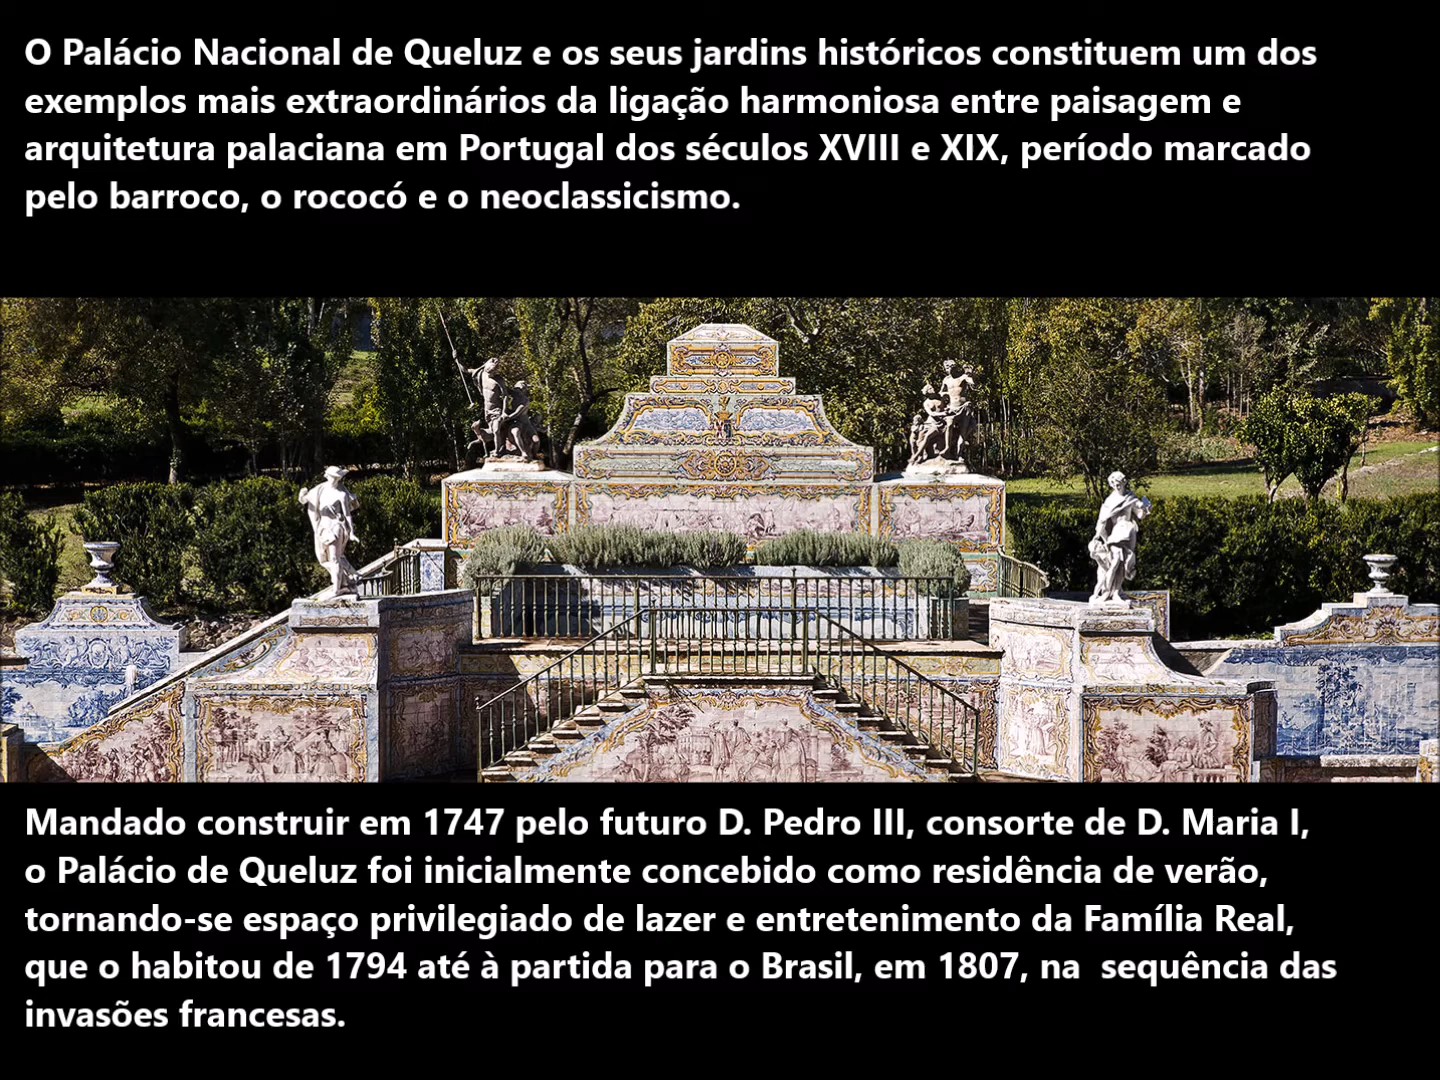 O Palácio Nacional de Queluz e os seus jardins históricos constituem um dos
exemplos mais extraordinários da ligação harmoniosa entre paisagem e
arquitetura palaciana em Portugal dos séculos XVIII e XIX, período marcado
pelo barroco, o rococó e o neoclassicismo.
Mandado construir em 1747 pelo futuro D. Pedro III, consorte de D. Maria I,
o Palácio de Queluz foi inicialmente concebido como residência de verão,
tornando-se espaço privilegiado de lazer e entretenimento da Família Real,
que o habitou de 1794 até à partida para o Brasil, em 1807, na  sequência das
invasões francesas.